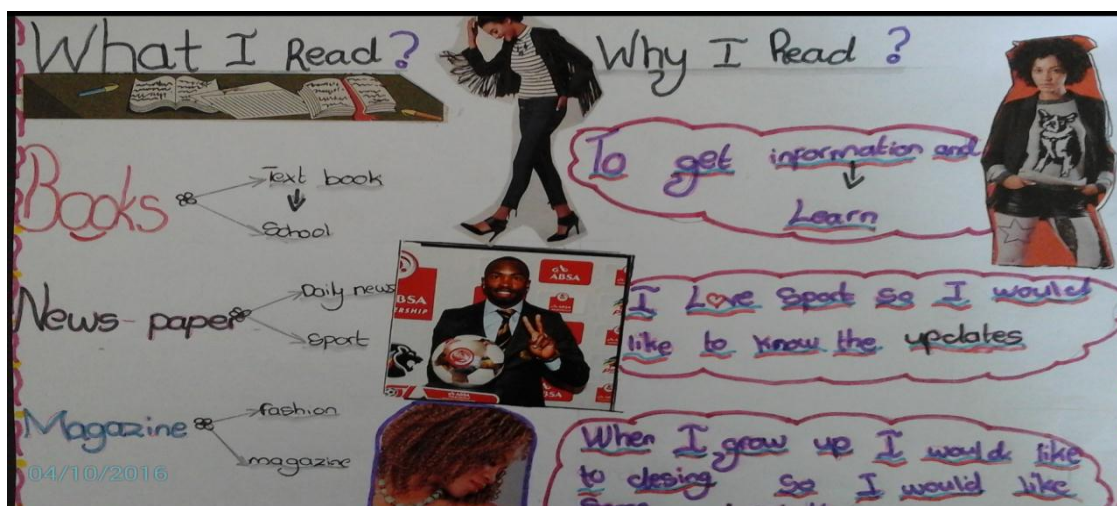 What I Read?
Why I Read?
To get information and
Learn
Books
Text book
School
News-paper
Daily news
Sport
ABSA
BSA
ERSHIP
ABSA
I Love Sport so I would
like to know the updates
Magazine
Fashion
magazine
When I grow up I would like
to desing so I would like
04/10/2016